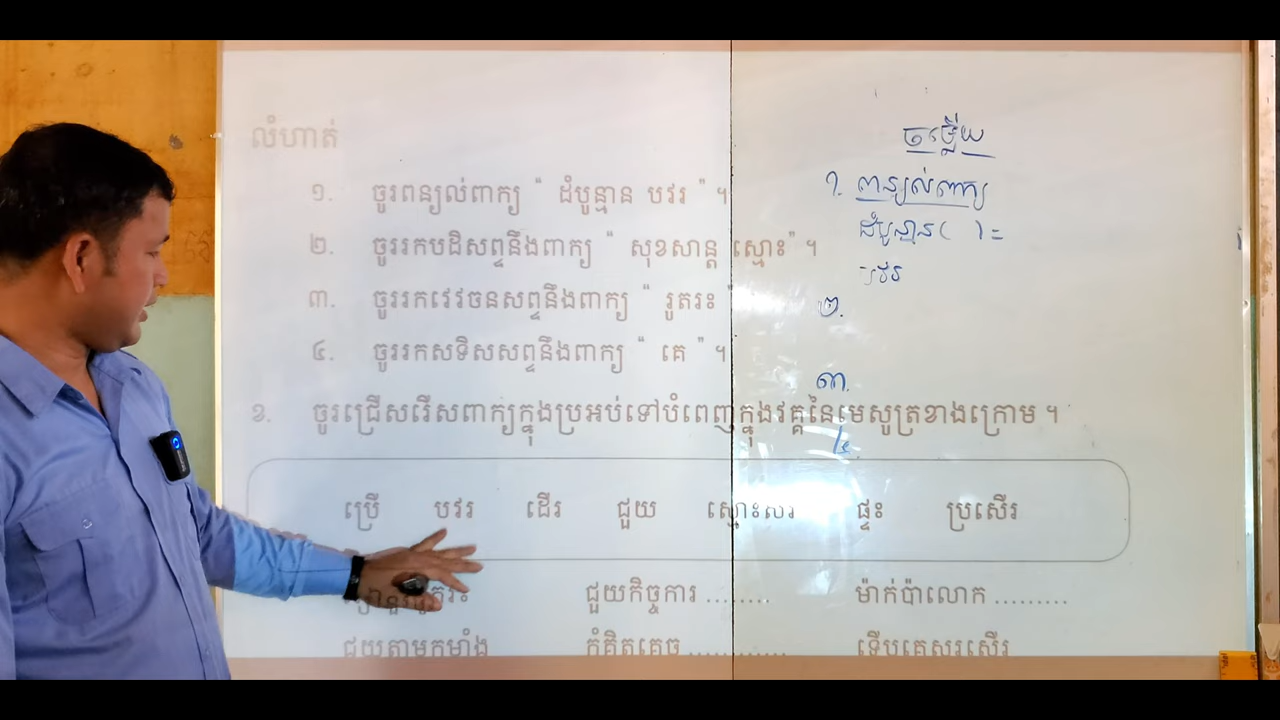 លំហាត់
១. ចូរពន្យល់ពាក្យ “ ដំបូន្មាន បវរ ” ។
២. ចូររកបដិសព្ទនឹងពាក្យ “ សុខសាន្ត ស្មោះ” ។
៣. ចូររកវេវចនសព្ទនឹងពាក្យ “ រូតរះ ”
៤. ចូររកសទិសសព្ទនឹងពាក្យ “ គេ ” ។
ខ. ចូរជ្រើសរើសពាក្យក្នុងប្រអប់ទៅបំពេញក្នុងវគ្គនៃមេសូត្រខាងក្រោម ។
ប្រើ បវរ ដើរ ជួយ ស្មោះសរ ផ្ទះ ប្រសើរ
រូតរះ ជួយកិច្ចការ ......... ម៉ាក់ប៉ាលោក .........
ជួយតាមកម្លាំង កុំគិតគេច ............ ទើបគេសរសើរ
ចម្លើយ
១. ពន្យល់ពាក្យ
ដំបូន្មាន ( ) =
បវរ
២.
៣.
៤.